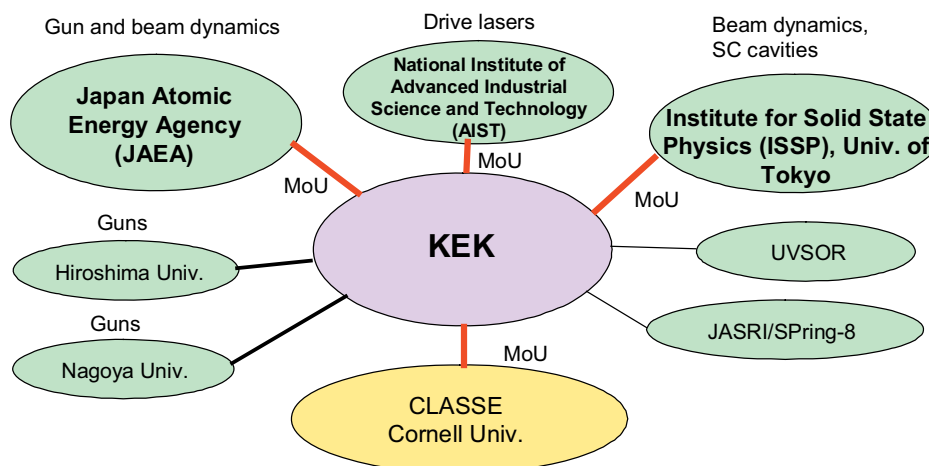 Gun and beam dynamics
Drive lasers
Beam dynamics,
SC cavities
Japan Atomic
Energy Agency
(JAEA)
National Institute of
Advanced Industrial
Science and Technology
(AIST)
Institute for Solid State
Physics (ISSP), Univ. of
Tokyo
MoU
MoU
MoU
Guns
Hiroshima Univ.
KEK
UVSOR
Guns
Nagoya Univ.
JASRI/SPring-8
MoU
CLASSE
Cornell Univ.